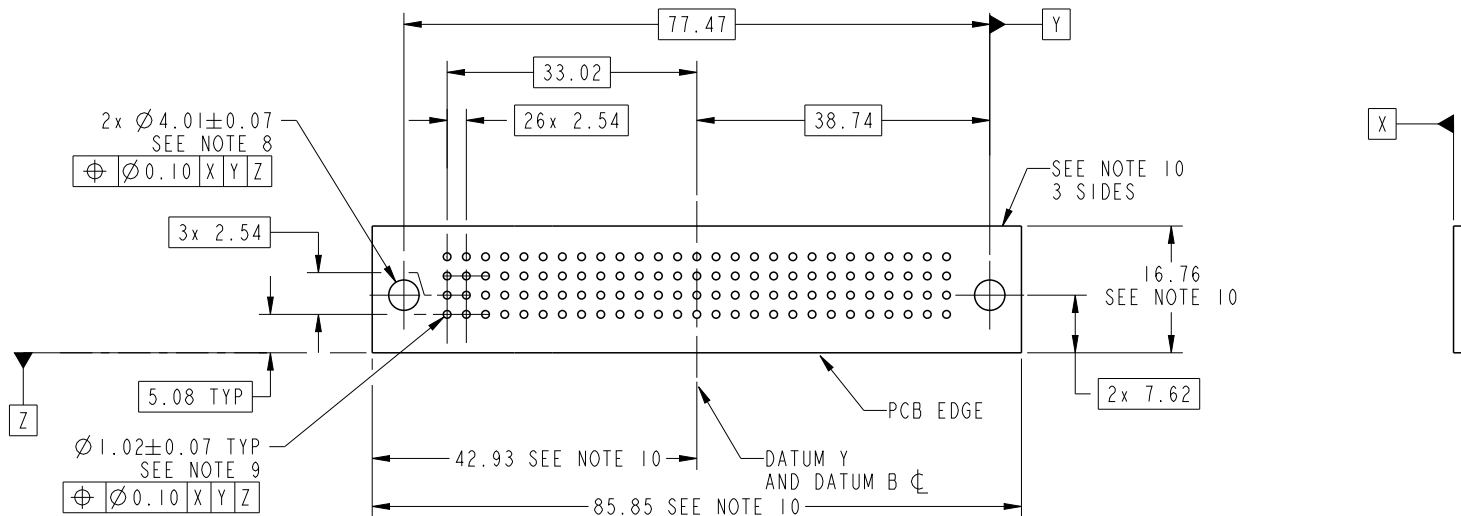 77.47
Y
33.02
2x Ø4.01±0.07
SEE NOTE 8
⌖ Ø0.10 X Y Z
26x 2.54
38.74
X
SEE NOTE 10
3 SIDES
3x 2.54
16.76
SEE NOTE 10
5.08 TYP
2x 7.62
Z
PCB EDGE
Ø1.02±0.07 TYP
SEE NOTE 9
⌖ Ø0.10 X Y Z
42.93 SEE NOTE 10
DATUM Y
AND DATUM B ℄
85.85 SEE NOTE 10